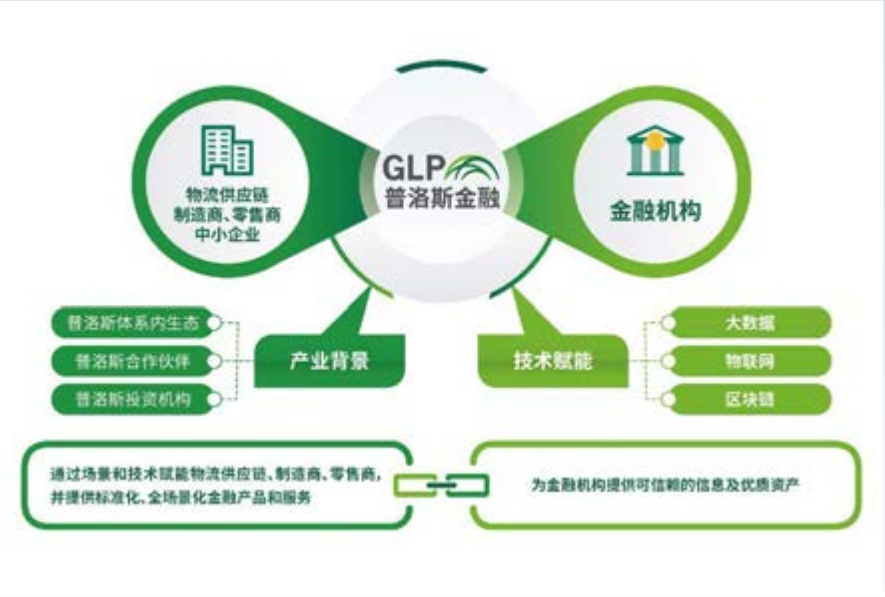 物流供应链
制造商、零售商
中小企业
GLP
普洛斯金融
金融机构
普洛斯体系内生态
普洛斯合作伙伴
普洛斯投资机构
产业背景
技术赋能
大数据
物联网
区块链
通过场景和技术赋能物流供应链、制造商、零售商,
并提供标准化、全场景化金融产品和服务
为金融机构提供可信赖的信息及优质资产